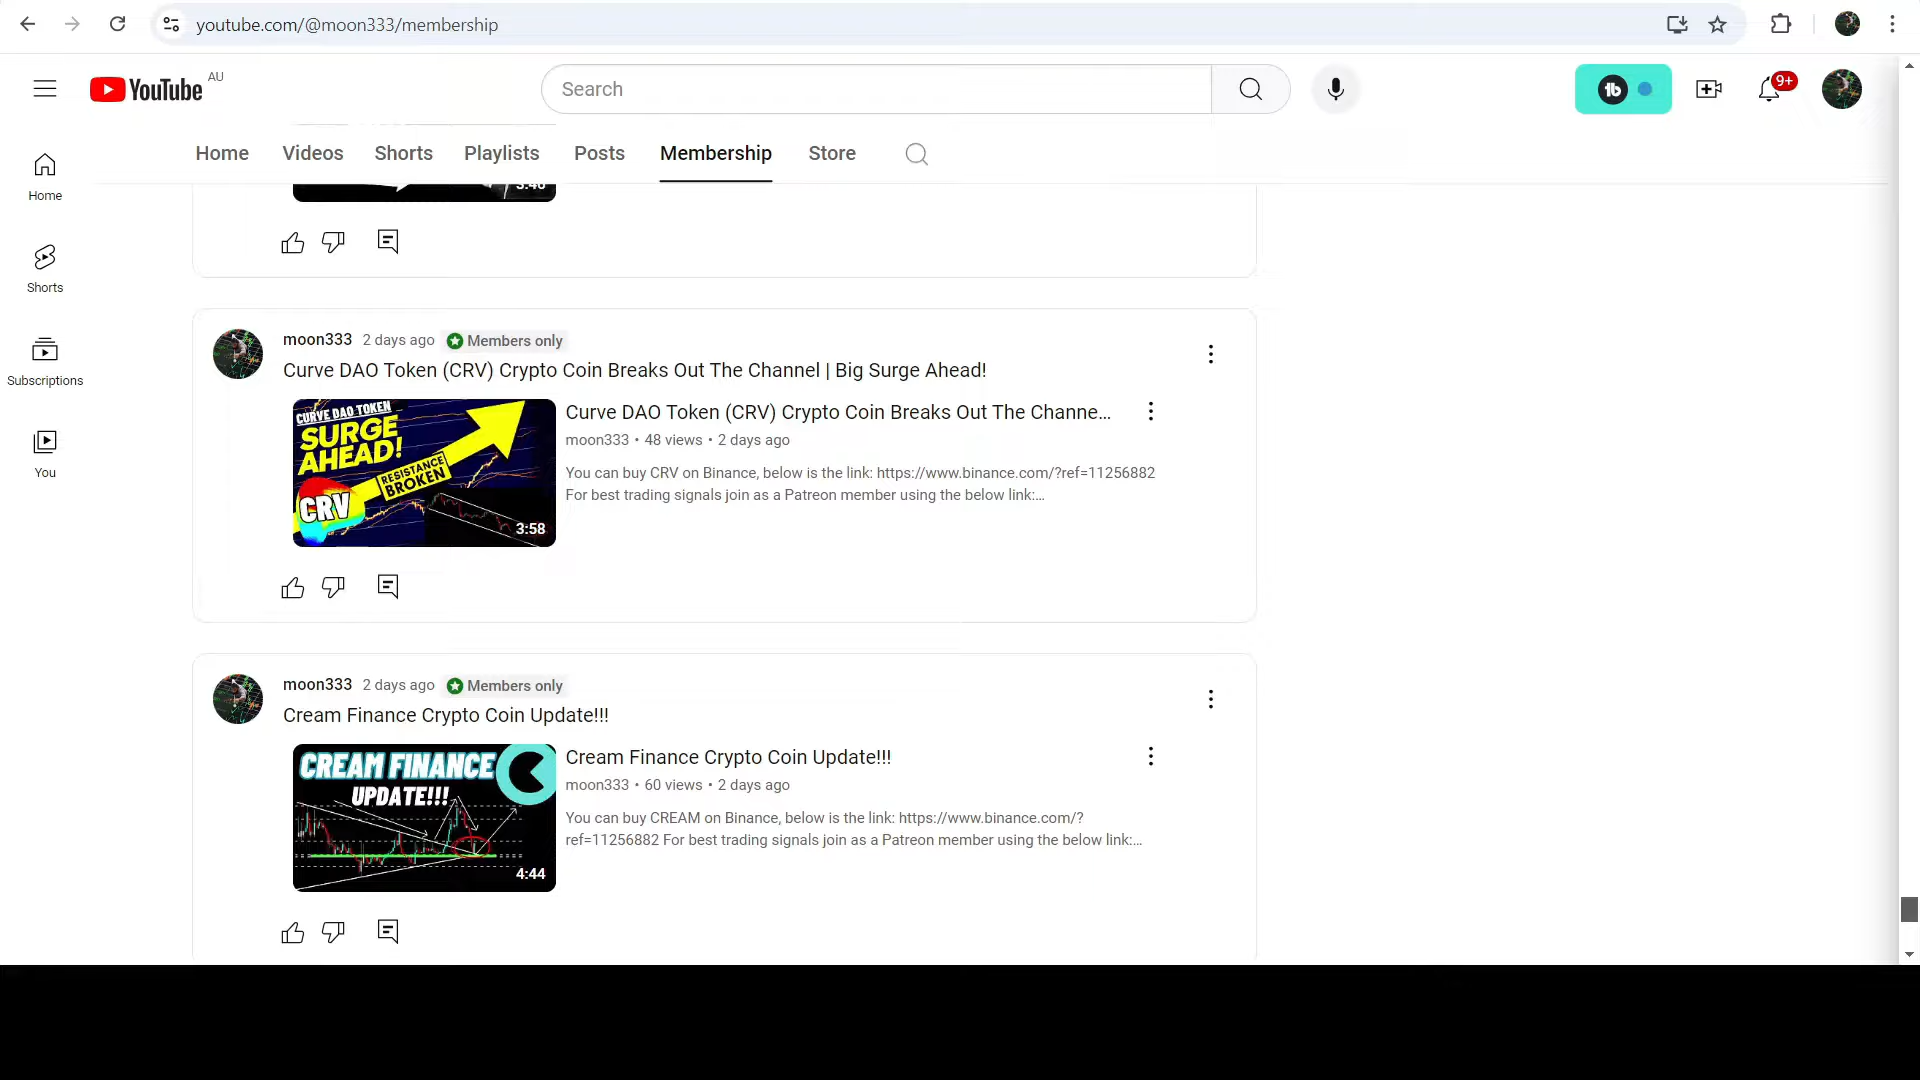 youtube.com/@moon333/membership
YouTube AU
Search
9+
Home
Videos
Shorts
Playlists
Posts
Membership
Store
Home
Shorts
Subscriptions
You
3:46
moon333 2 days ago Members only
Curve DAO Token (CRV) Crypto Coin Breaks Out The Channel | Big Surge Ahead!
CURVE DAO TOKEN
SURGE
AHEAD!
RESISTANCE
BROKEN
CRV
3:58
Curve DAO Token (CRV) Crypto Coin Breaks Out The Channe...
moon333 • 48 views • 2 days ago
You can buy CRV on Binance, below is the link: https://www.binance.com/?ref=11256882
For best trading signals join as a Patreon member using the below link:...
moon333 2 days ago Members only
Cream Finance Crypto Coin Update!!!
CREAM FINANCE
UPDATE!!!
4:44
Cream Finance Crypto Coin Update!!!
moon333 • 60 views • 2 days ago
You can buy CREAM on Binance, below is the link: https://www.binance.com/?
ref=11256882 For best trading signals join as a Patreon member using the below link:...